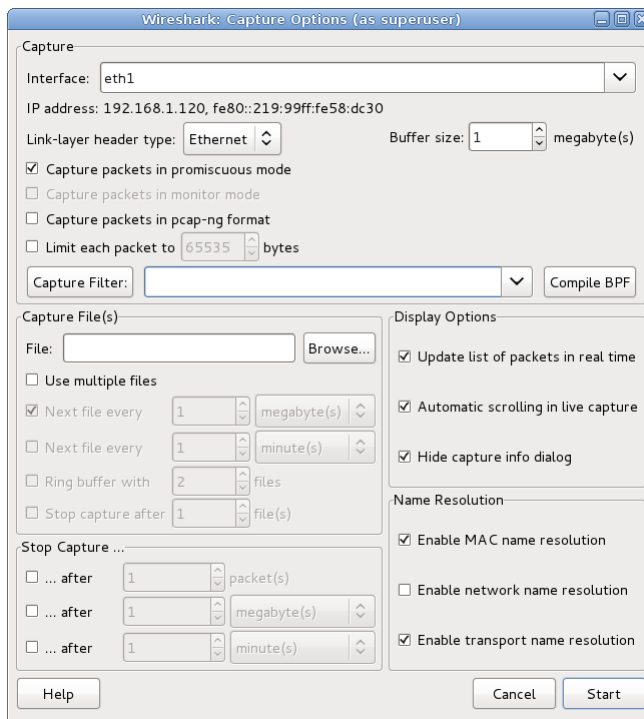 Wireshark: Capture Options (as superuser)
Capture
Interface: eth1
IP address: 192.168.1.120, fe80::219:99ff:fe58:dc30
Link-layer header type: Ethernet Buffer size: 1 megabyte(s)
Capture packets in promiscuous mode
Capture packets in monitor mode
Capture packets in pcap-ng format
Limit each packet to 65535 bytes
Capture Filter: Compile BPF
Capture File(s)
File: Browse...
Use multiple files
Next file every 1 megabyte(s)
Next file every 1 minute(s)
Ring buffer with 2 files
Stop capture after 1 file(s)
Stop Capture ...
... after 1 packet(s)
... after 1 megabyte(s)
... after 1 minute(s)
Display Options
Update list of packets in real time
Automatic scrolling in live capture
Hide capture info dialog
Name Resolution
Enable MAC name resolution
Enable network name resolution
Enable transport name resolution
Help Cancel Start